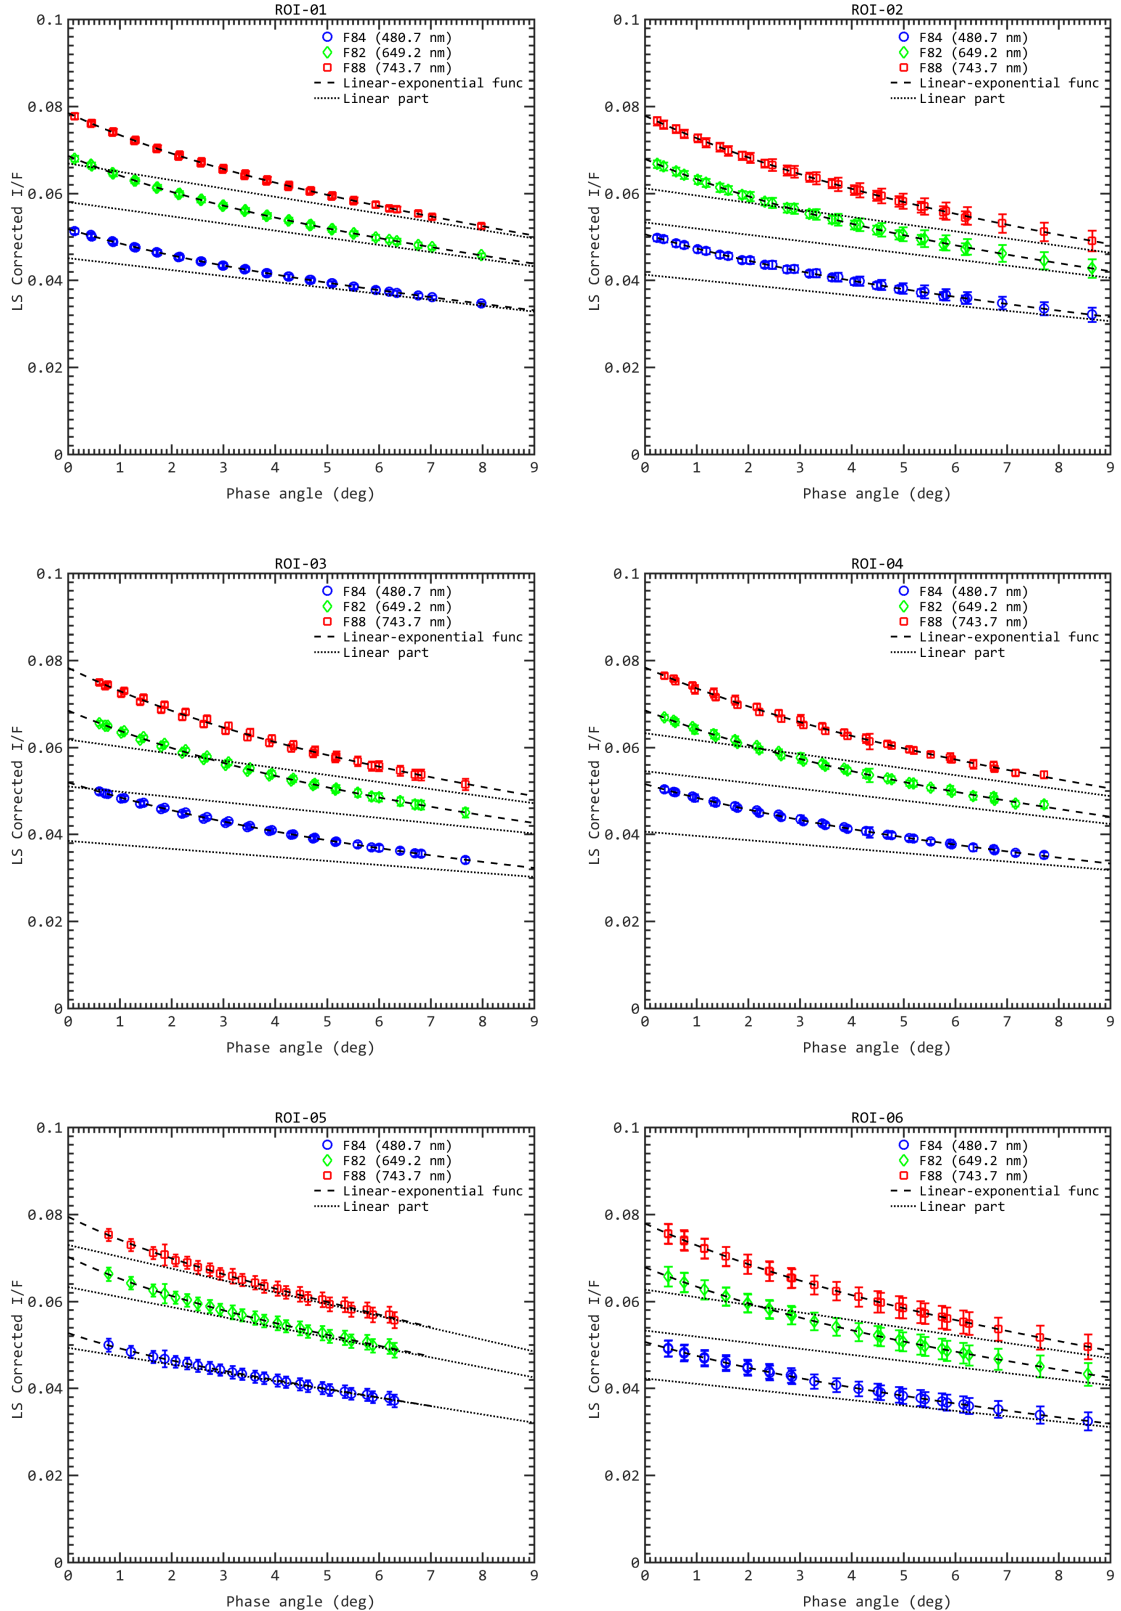 ROI-01
F84 (480.7 nm)
F82 (649.2 nm)
F88 (743.7 nm)
Linear-exponential func
Linear part
LS Corrected I/F
0.1
0.08
0.06
0.04
0.02
0
0 1 2 3 4 5 6 7 8 9
Phase angle (deg)
ROI-02
F84 (480.7 nm)
F82 (649.2 nm)
F88 (743.7 nm)
Linear-exponential func
Linear part
LS Corrected I/F
0.1
0.08
0.06
0.04
0.02
0
0 1 2 3 4 5 6 7 8 9
Phase angle (deg)
ROI-03
F84 (480.7 nm)
F82 (649.2 nm)
F88 (743.7 nm)
Linear-exponential func
Linear part
LS Corrected I/F
0.1
0.08
0.06
0.04
0.02
0
0 1 2 3 4 5 6 7 8 9
Phase angle (deg)
ROI-04
F84 (480.7 nm)
F82 (649.2 nm)
F88 (743.7 nm)
Linear-exponential func
Linear part
LS Corrected I/F
0.1
0.08
0.06
0.04
0.02
0
0 1 2 3 4 5 6 7 8 9
Phase angle (deg)
ROI-05
F84 (480.7 nm)
F82 (649.2 nm)
F88 (743.7 nm)
Linear-exponential func
Linear part
LS Corrected I/F
0.1
0.08
0.06
0.04
0.02
0
0 1 2 3 4 5 6 7 8 9
Phase angle (deg)
ROI-06
F84 (480.7 nm)
F82 (649.2 nm)
F88 (743.7 nm)
Linear-exponential func
Linear part
LS Corrected I/F
0.1
0.08
0.06
0.04
0.02
0
0 1 2 3 4 5 6 7 8 9
Phase angle (deg)